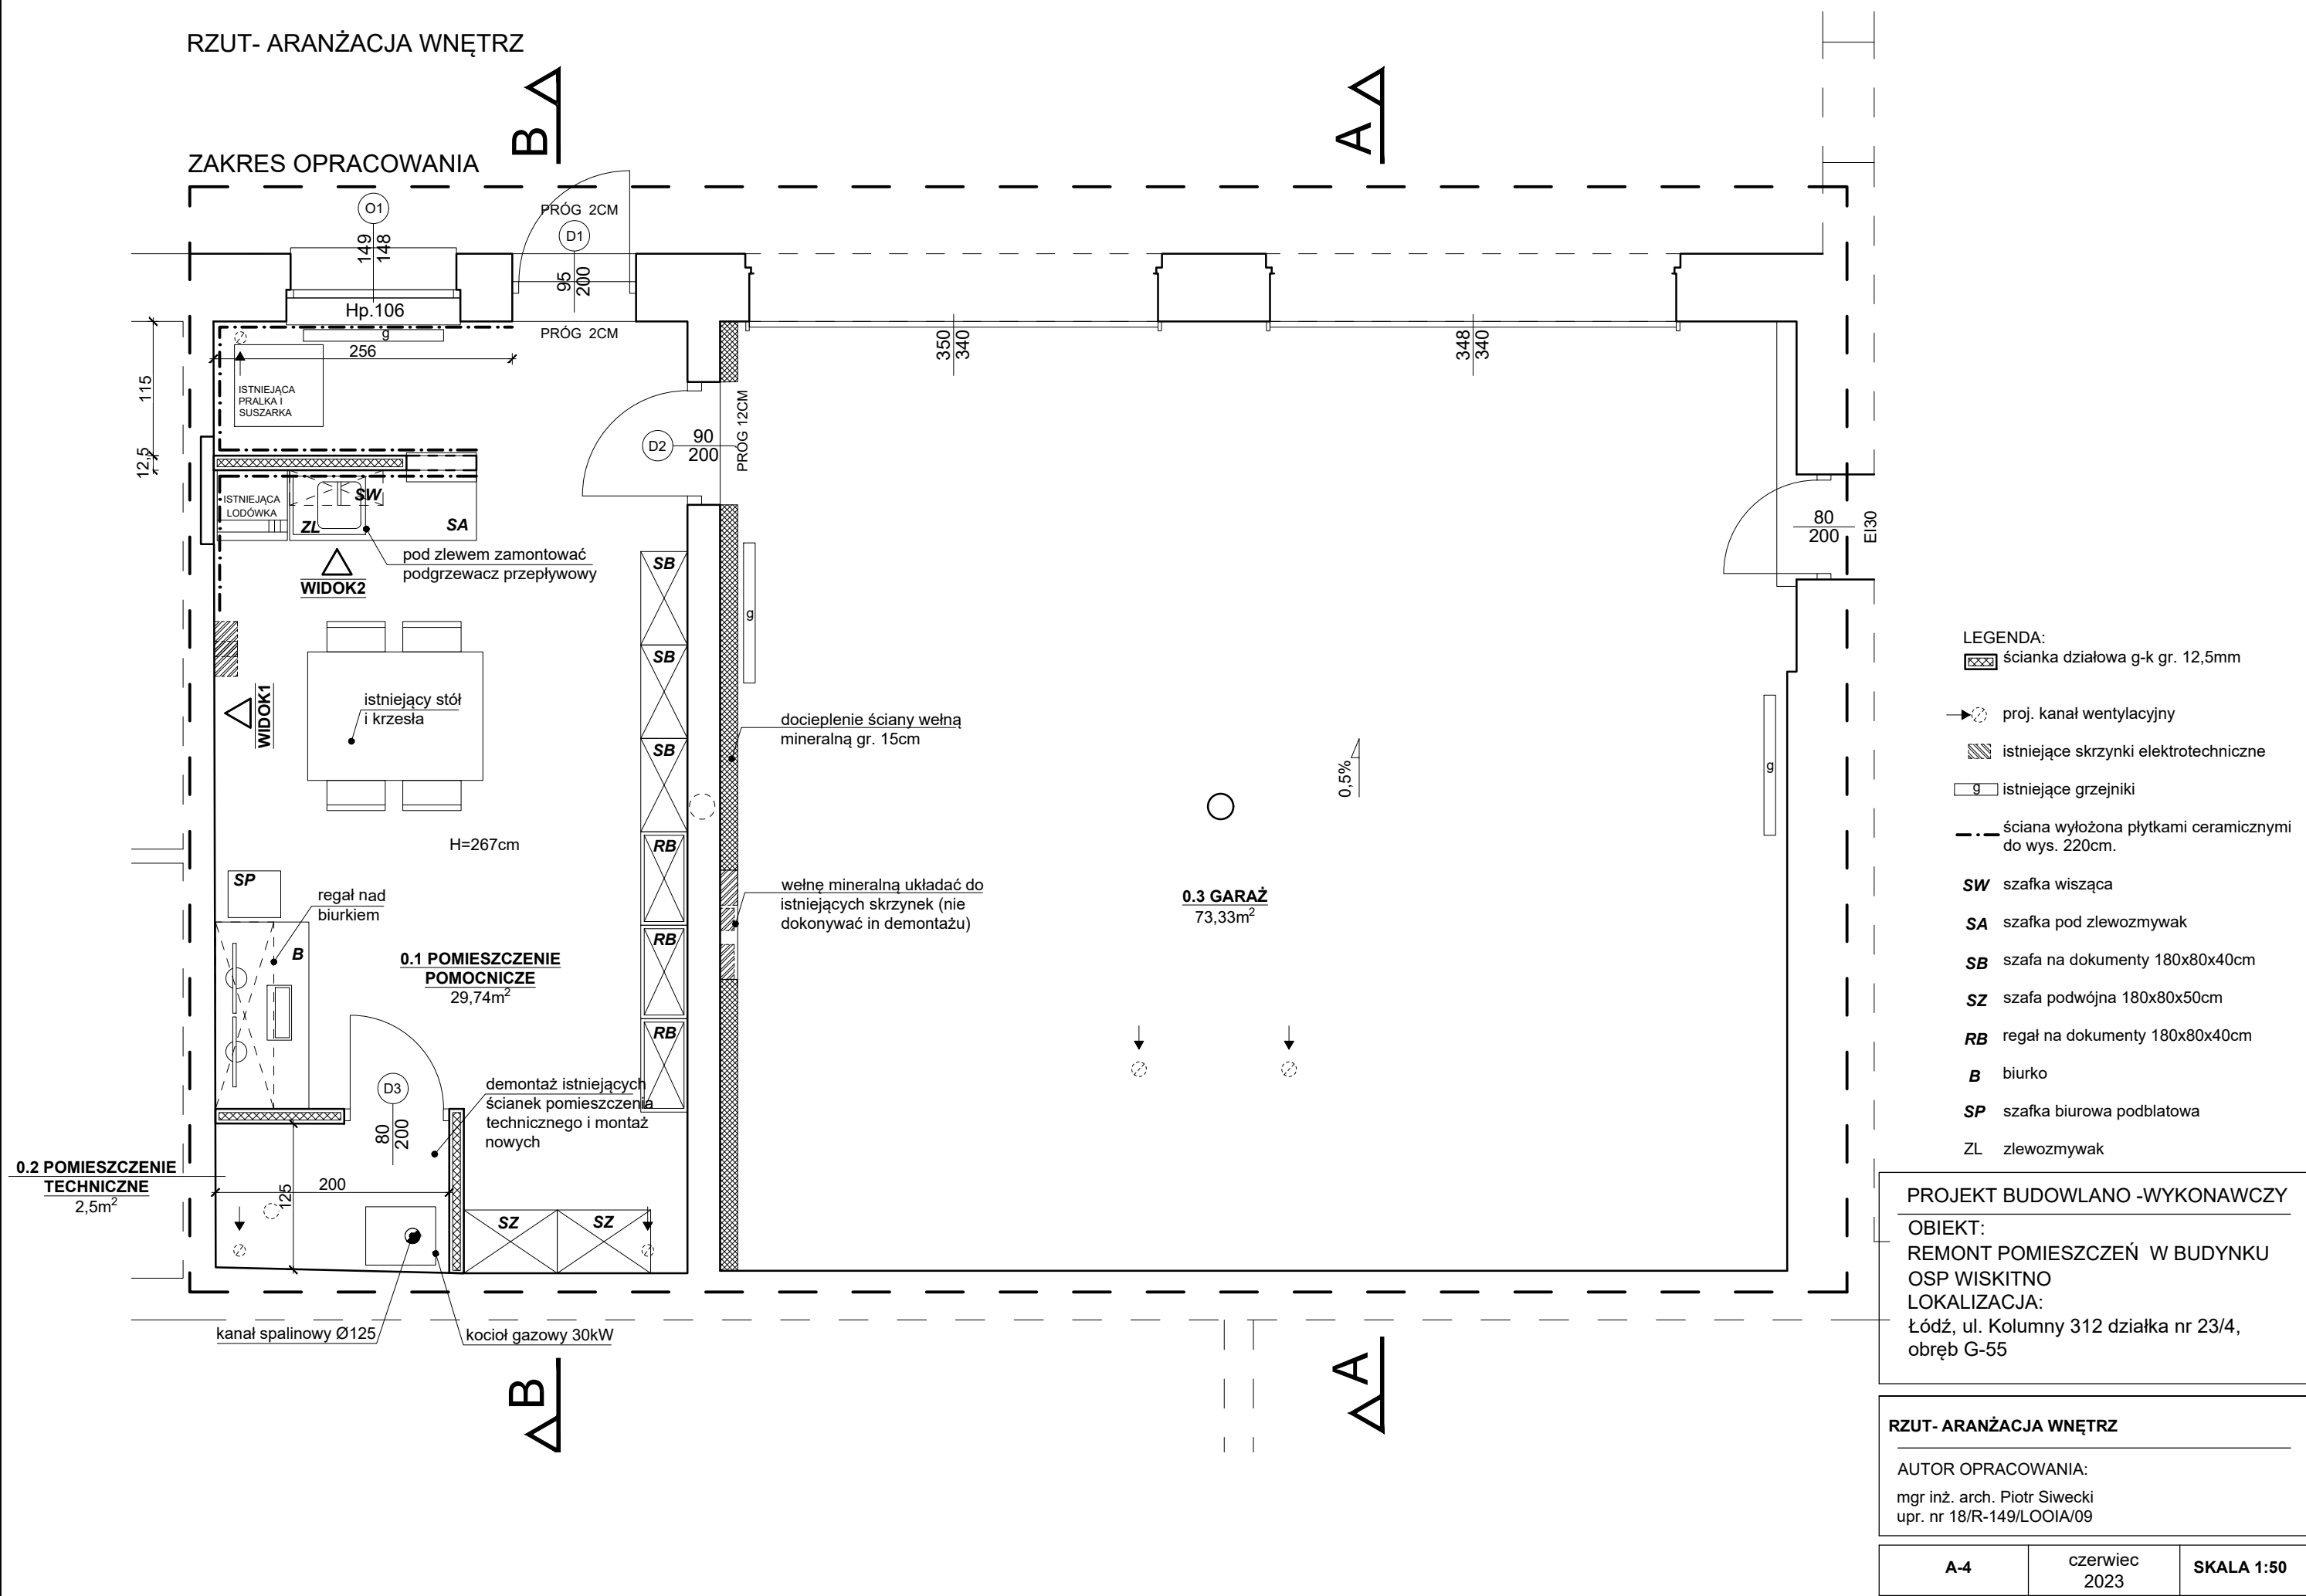 RZUT- ARANŻACJA WNĘTRZ
B
A
ZAKRES OPRACOWANIA
O1
149
148
PRÓG 2CM
D1
95
200
Hp.106
g
PRÓG 2CM
256
350
340
348
340
115
12,5
ISTNIEJĄCA
PRALKA I
SUSZARKA
D2
90
200
PRÓG 12CM
ISTNIEJĄCA
LODÓWKA
SW
ZL
SA
80
200
EI30
pod zlewem zamontować
podgrzewacz przepływowy
WIDOK2
SB
SB
SB
g
WIDOK1
istniejący stół
i krzesła
docieplenie ściany wełną
mineralną gr. 15cm
0,5%
g
H=267cm
RB
RB
RB
SP
regał nad
biurkiem
B
wełnę mineralną układać do
istniejących skrzynek (nie
dokonywać in demontażu)
0.3 GARAŻ
73,33m²
0.1 POMIESZCZENIE
POMOCNICZE
29,74m²
D3
80
200
demontaż istniejących
ścianek pomieszczenia
technicznego i montaż
nowych
0.2 POMIESZCZENIE
TECHNICZNE
2,5m²
125
200
SZ
SZ
kanał spalinowy Ø125
kocioł gazowy 30kW
B
A
LEGENDA:
ścianka działowa g-k gr. 12,5mm
proj. kanał wentylacyjny
istniejące skrzynki elektrotechniczne
g istniejące grzejniki
ściana wyłożona płytkami ceramicznymi
do wys. 220cm.
SW szafka wisząca
SA szafka pod zlewozmywak
SB szafa na dokumenty 180x80x40cm
SZ szafa podwójna 180x80x50cm
RB regał na dokumenty 180x80x40cm
B biurko
SP szafka biurowa podblatowa
ZL zlewozmywak
PROJEKT BUDOWLANO -WYKONAWCZY
OBIEKT:
REMONT POMIESZCZEŃ W BUDYNKU
OSP WISKITNO
LOKALIZACJA:
Łódź, ul. Kolumny 312 działka nr 23/4,
obręb G-55
RZUT- ARANŻACJA WNĘTRZ
AUTOR OPRACOWANIA:
mgr inż. arch. Piotr Siwecki
upr. nr 18/R-149/LOOIA/09
A-4
czerwiec
2023
SKALA 1:50